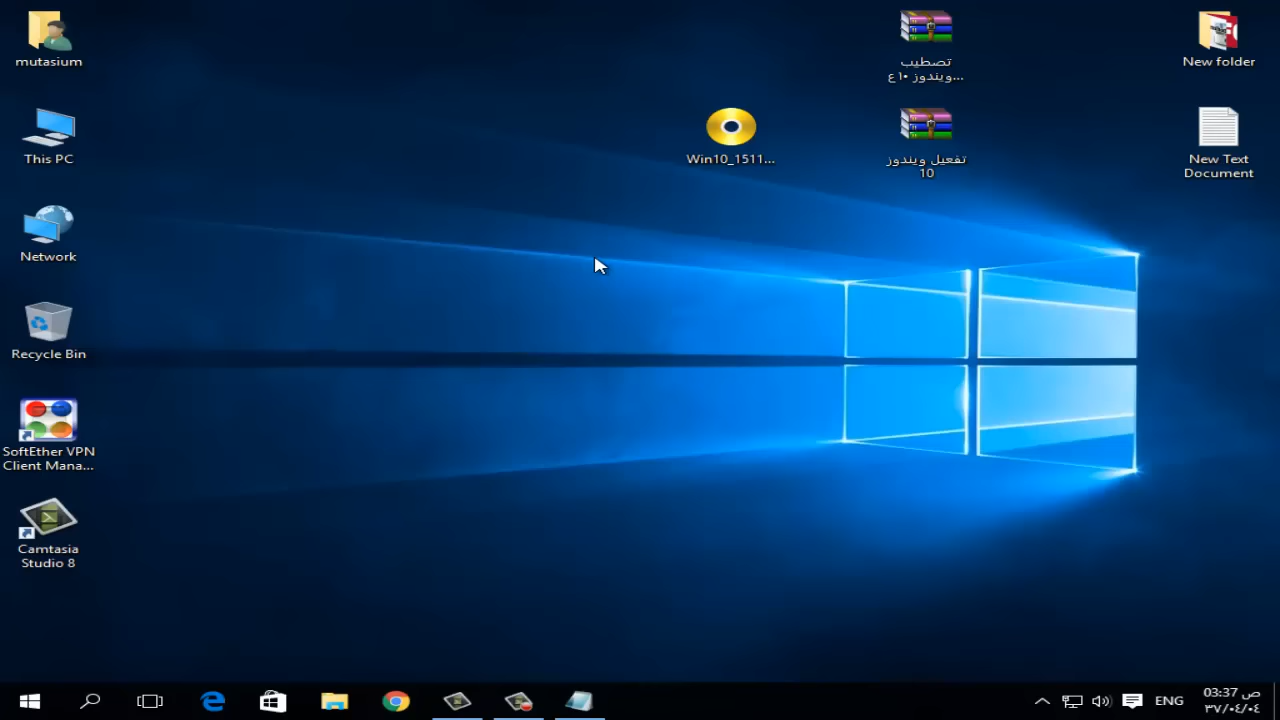 mutasium
This PC
Network
Recycle Bin
SoftEther VPN
Client Mana...
Camtasia
Studio 8
Win10_1511...
تصطيب
ويندوز ١٠ ع...
تفعيل ويندوز
10
New folder
New Text
Document
ENG
03:37 ص
٣٧/٠٤/٠٤